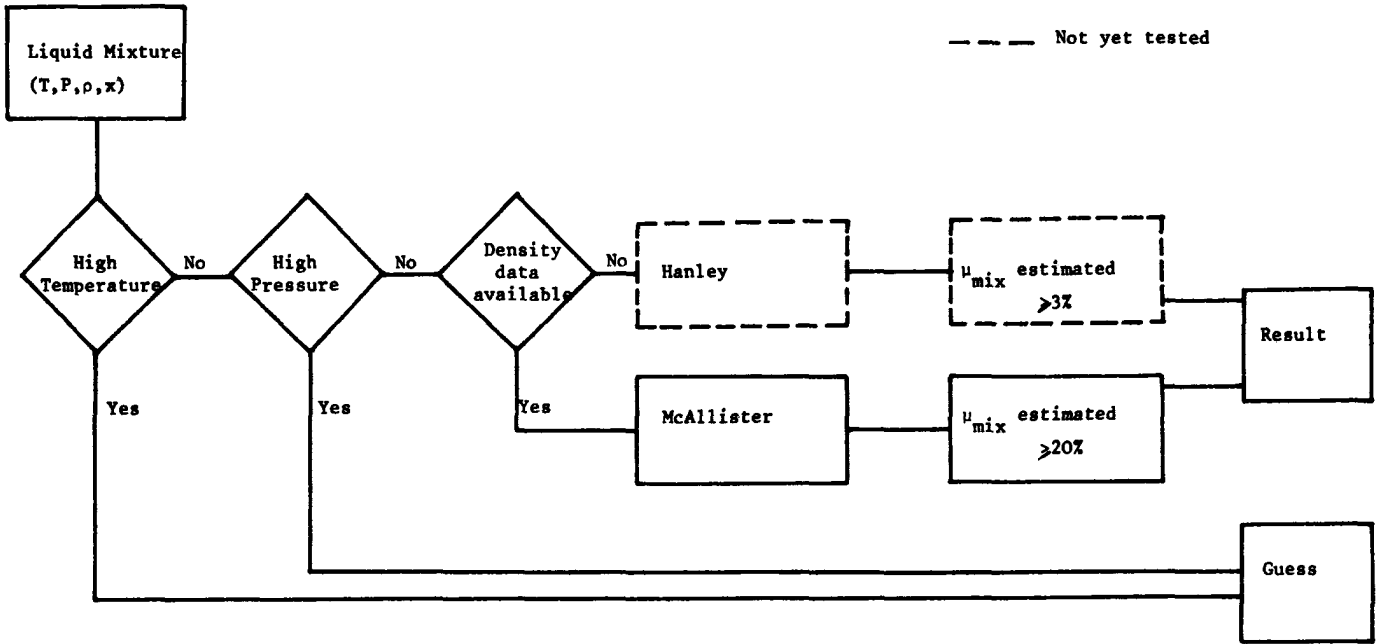 Liquid Mixture
(T,P,ρ,x)
— — — Not yet tested
High
Temperature
No
High
Pressure
No
Density
data
available
No
Hanley
μmix estimated
⩾3%
Result
Yes
Yes
Yes
McAllister
μmix estimated
⩾20%
Guess